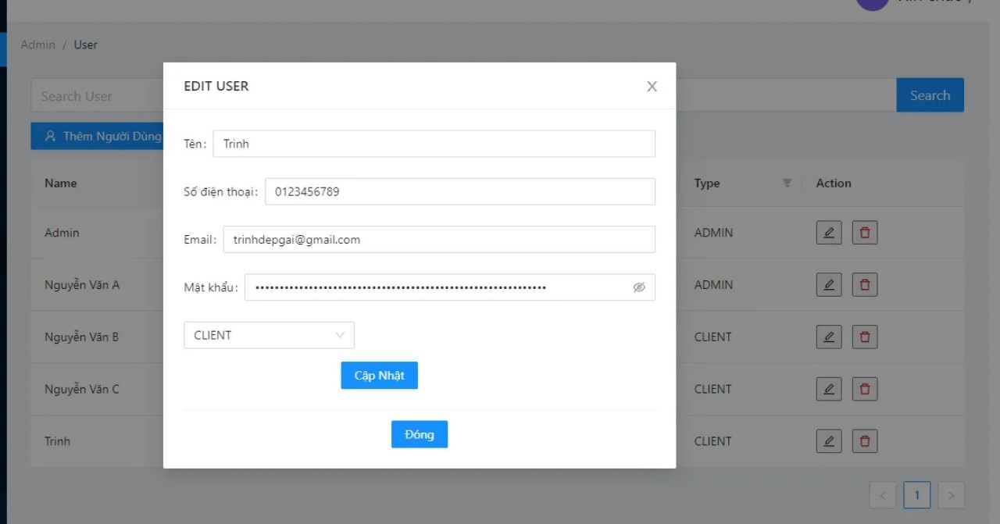 Admin / User
EDIT USER
Search User
Search
Tên: Trinh
Thêm Người Dùng
Số điện thoại: 0123456789
Name
Type
Action
Email: trinhdepgai@gmail.com
Admin
ADMIN
Mật khẩu: ••••••••••••••••••••••••••••••••••••••••••••••••••••••••••••
Nguyễn Văn A
ADMIN
CLIENT
Nguyễn Văn B
CLIENT
Cập Nhật
Nguyễn Văn C
CLIENT
Đóng
Trinh
CLIENT
< 1 >